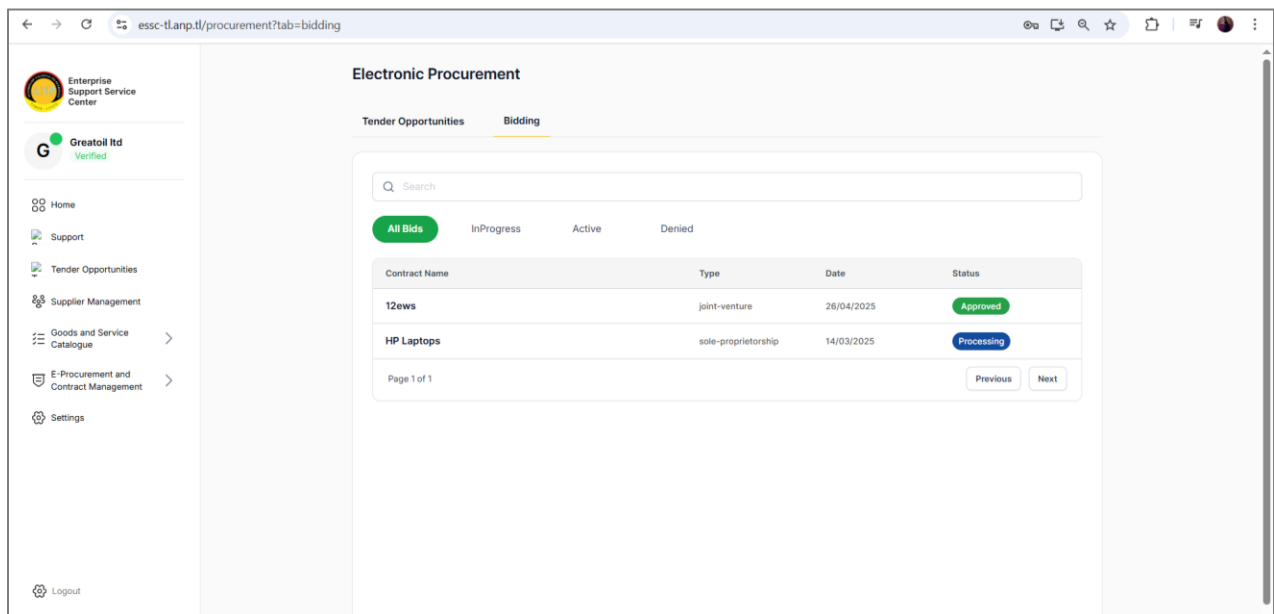 essc-tl.anp.tl/procurement?tab=bidding
Enterprise
Support Service
Center
G
Greatoil ltd
Verified
Home
Support
Tender Opportunities
Supplier Management
Goods and Service
Catalogue
E-Procurement and
Contract Management
Settings
Logout
Electronic Procurement
Tender Opportunities Bidding
Search
All Bids InProgress Active Denied
Contract Name Type Date Status
12ews joint-venture 26/04/2025 Approved
HP Laptops sole-proprietorship 14/03/2025 Processing
Page 1 of 1 Previous Next